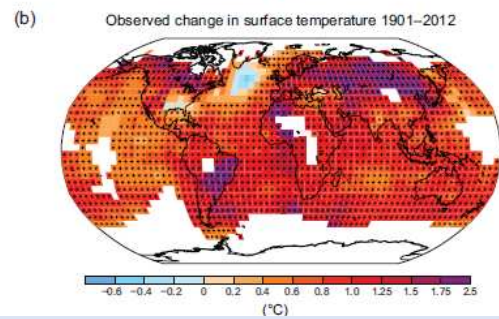 (b) Observed change in surface temperature 1901–2012
−0.6 −0.4 −0.2 0 0.2 0.4 0.6 0.8 1.0 1.25 1.5 1.75 2.5
(°C)